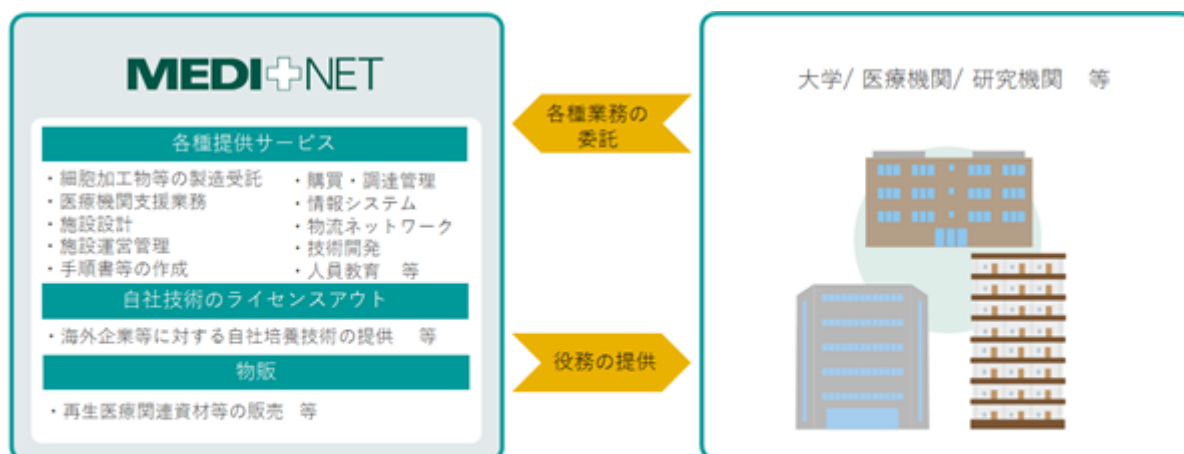 MEDI+NET
各種提供サービス
・細胞加工物等の製造受託
・医療機関支援業務
・施設設計
・施設運営管理
・手順書等の作成
・購買・調達管理
・情報システム
・物流ネットワーク
・技術開発
・人員教育　等
自社技術のライセンスアウト
・海外企業等に対する自社培養技術の提供　等
物販
・再生医療関連資材等の販売　等
各種業務の
委託
役務の提供
大学/ 医療機関/ 研究機関　等